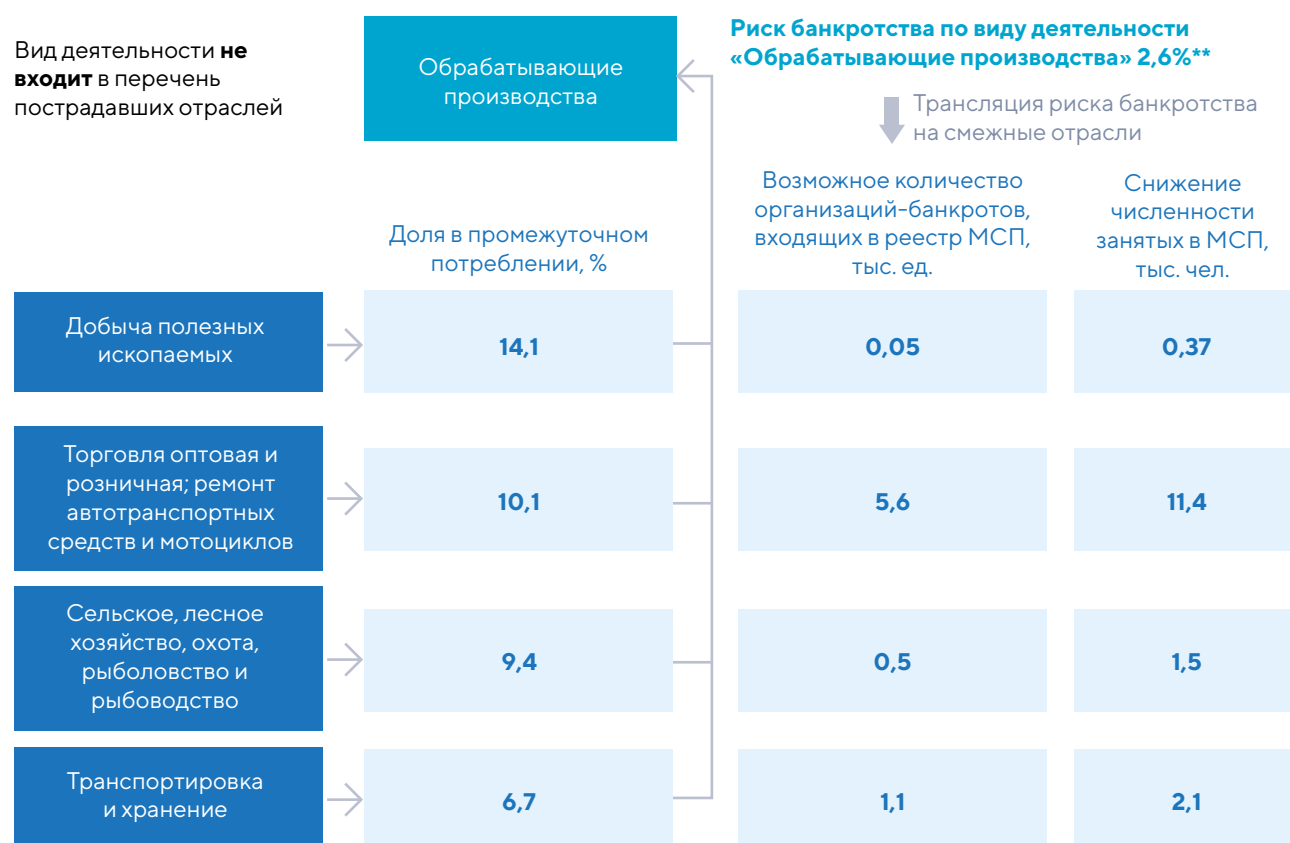 Вид деятельности не
входит в перечень
пострадавших отраслей
Обрабатывающие
производства
Риск банкротства по виду деятельности
«Обрабатывающие производства» 2,6%**
Трансляция риска банкротства
на смежные отрасли
Доля в промежуточном
потреблении, %
Возможное количество
организаций-банкротов,
входящих в реестр МСП,
тыс. ед.
Снижение
численности
занятых в МСП,
тыс. чел.
Добыча полезных
ископаемых
14,1
0,05
0,37
Торговля оптовая и
розничная; ремонт
автотранспортных
средств и мотоциклов
10,1
5,6
11,4
Сельское, лесное
хозяйство, охота,
рыболовство и
рыбоводство
9,4
0,5
1,5
Транспортировка
и хранение
6,7
1,1
2,1